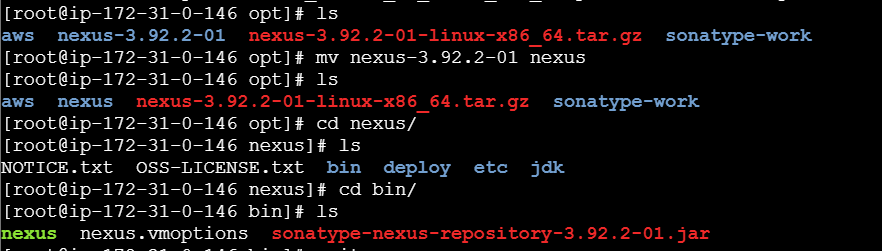 [root@ip-172-31-0-146 opt]# ls
aws  nexus-3.92.2-01  nexus-3.92.2-01-linux-x86_64.tar.gz  sonatype-work
[root@ip-172-31-0-146 opt]# mv nexus-3.92.2-01 nexus
[root@ip-172-31-0-146 opt]# ls
aws  nexus  nexus-3.92.2-01-linux-x86_64.tar.gz  sonatype-work
[root@ip-172-31-0-146 opt]# cd nexus/
[root@ip-172-31-0-146 nexus]# ls
NOTICE.txt  OSS-LICENSE.txt  bin  deploy  etc  jdk
[root@ip-172-31-0-146 nexus]# cd bin/
[root@ip-172-31-0-146 bin]# ls
nexus  nexus.vmoptions  sonatype-nexus-repository-3.92.2-01.jar